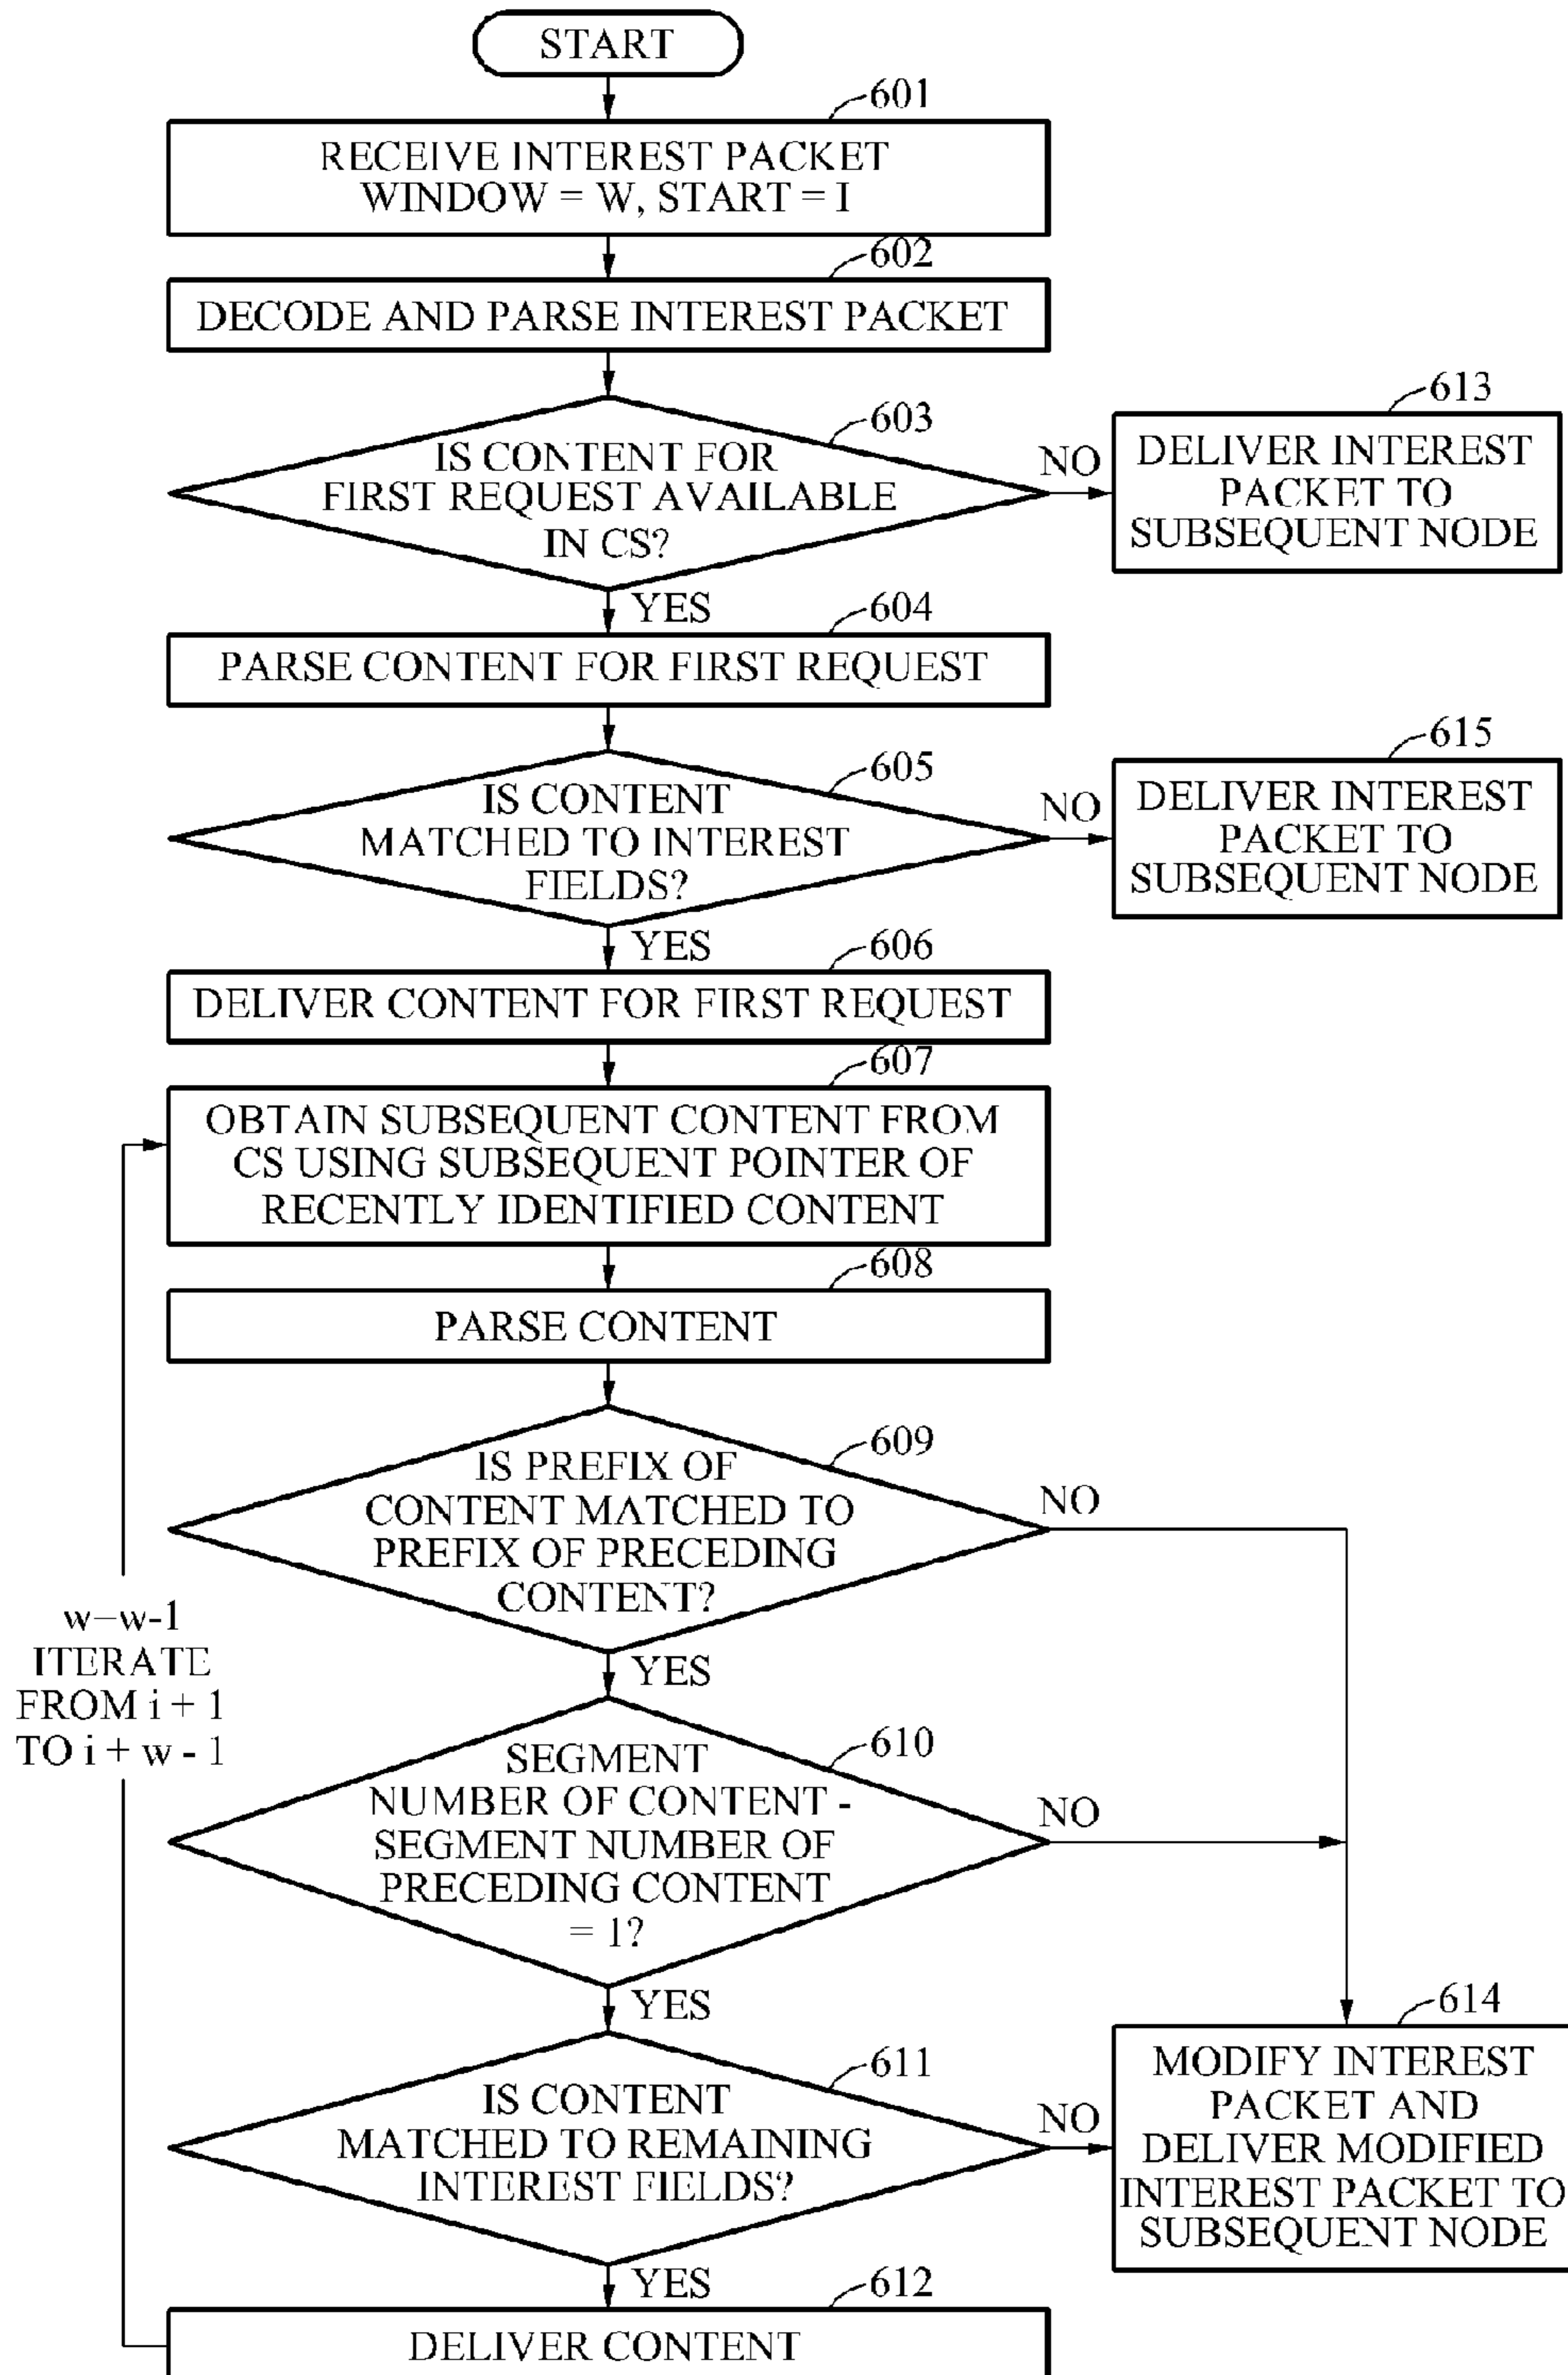 START
601
RECEIVE INTEREST PACKET
WINDOW = W, START = I
602
DECODE AND PARSE INTEREST PACKET
603
IS CONTENT FOR
FIRST REQUEST AVAILABLE
IN CS?
NO
613
DELIVER INTEREST
PACKET TO
SUBSEQUENT NODE
YES
604
PARSE CONTENT FOR FIRST REQUEST
605
IS CONTENT
MATCHED TO INTEREST
FIELDS?
NO
615
DELIVER INTEREST
PACKET TO
SUBSEQUENT NODE
YES
606
DELIVER CONTENT FOR FIRST REQUEST
607
OBTAIN SUBSEQUENT CONTENT FROM
CS USING SUBSEQUENT POINTER OF
RECENTLY IDENTIFIED CONTENT
608
PARSE CONTENT
609
IS PREFIX OF
CONTENT MATCHED TO
PREFIX OF PRECEDING
CONTENT?
NO
YES
w–w-1
ITERATE
FROM i + 1
TO i + w - 1
610
SEGMENT
NUMBER OF CONTENT -
SEGMENT NUMBER OF
PRECEDING CONTENT
= 1?
NO
YES
611
IS CONTENT
MATCHED TO REMAINING
INTEREST FIELDS?
NO
614
MODIFY INTEREST
PACKET AND
DELIVER MODIFIED
INTEREST PACKET TO
SUBSEQUENT NODE
YES
612
DELIVER CONTENT